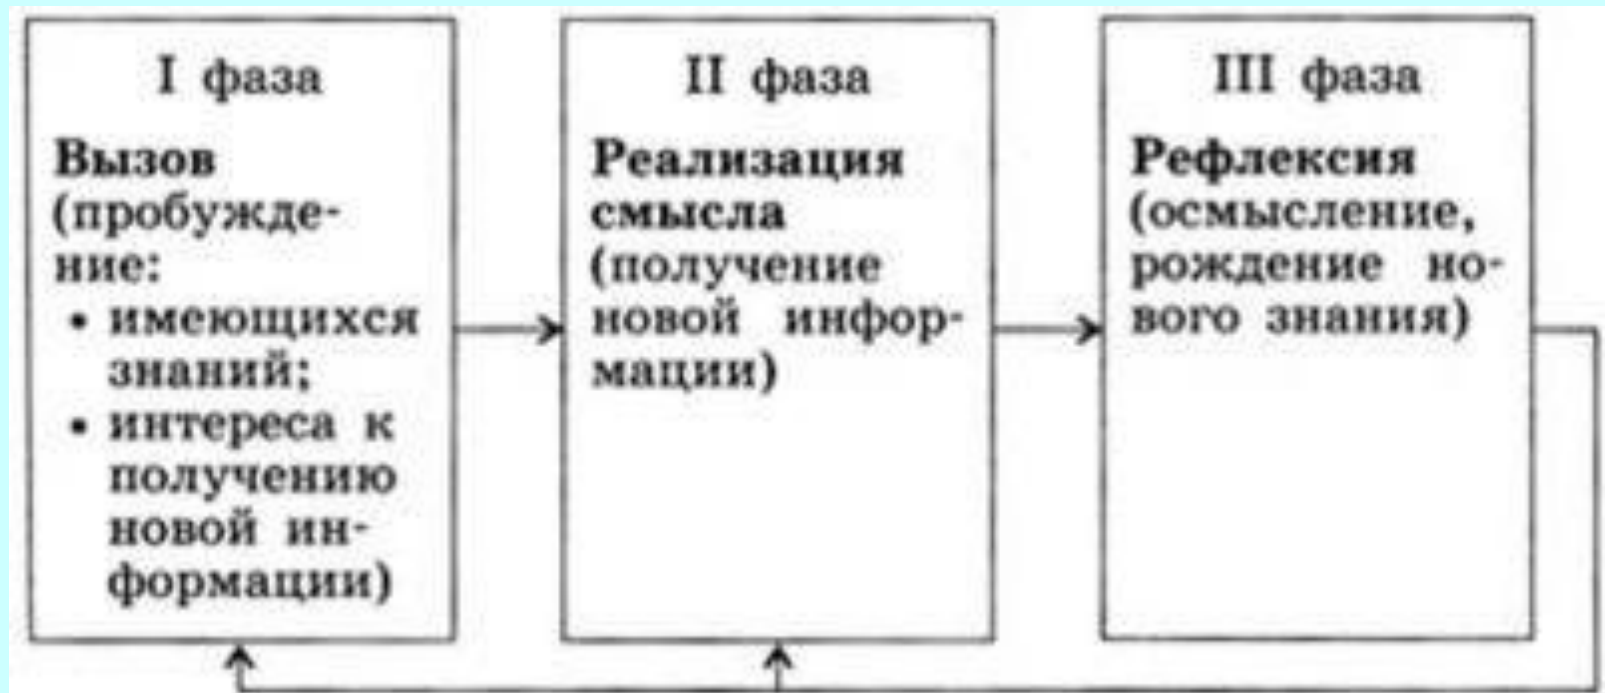 I фаза
Вызов
(пробужде-
ние:
• имеющихся
знаний;
• интереса к
получению
новой ин-
формации)
II фаза
Реализация
смысла
(получение
новой инфор-
мации)
III фаза
Рефлексия
(осмысление,
рождение но-
вого знания)